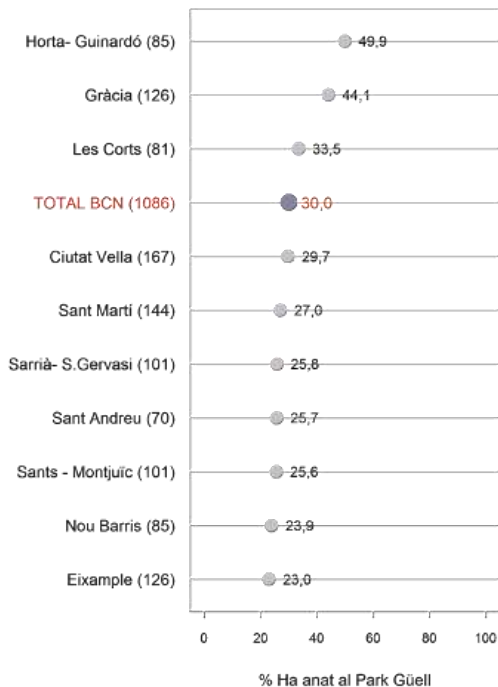 Horta- Guinardó (85) 49,9
Gràcia (126) 44,1
Les Corts (81) 33,5
TOTAL BCN (1086) 30,0
Ciutat Vella (167) 29,7
Sant Martí (144) 27,0
Sarrià- S.Gervasi (101) 25,8
Sant Andreu (70) 25,7
Sants - Montjuïc (101) 25,6
Nou Barris (85) 23,9
Eixample (126) 23,0
0 20 40 60 80 100
% Ha anat al Park Güell